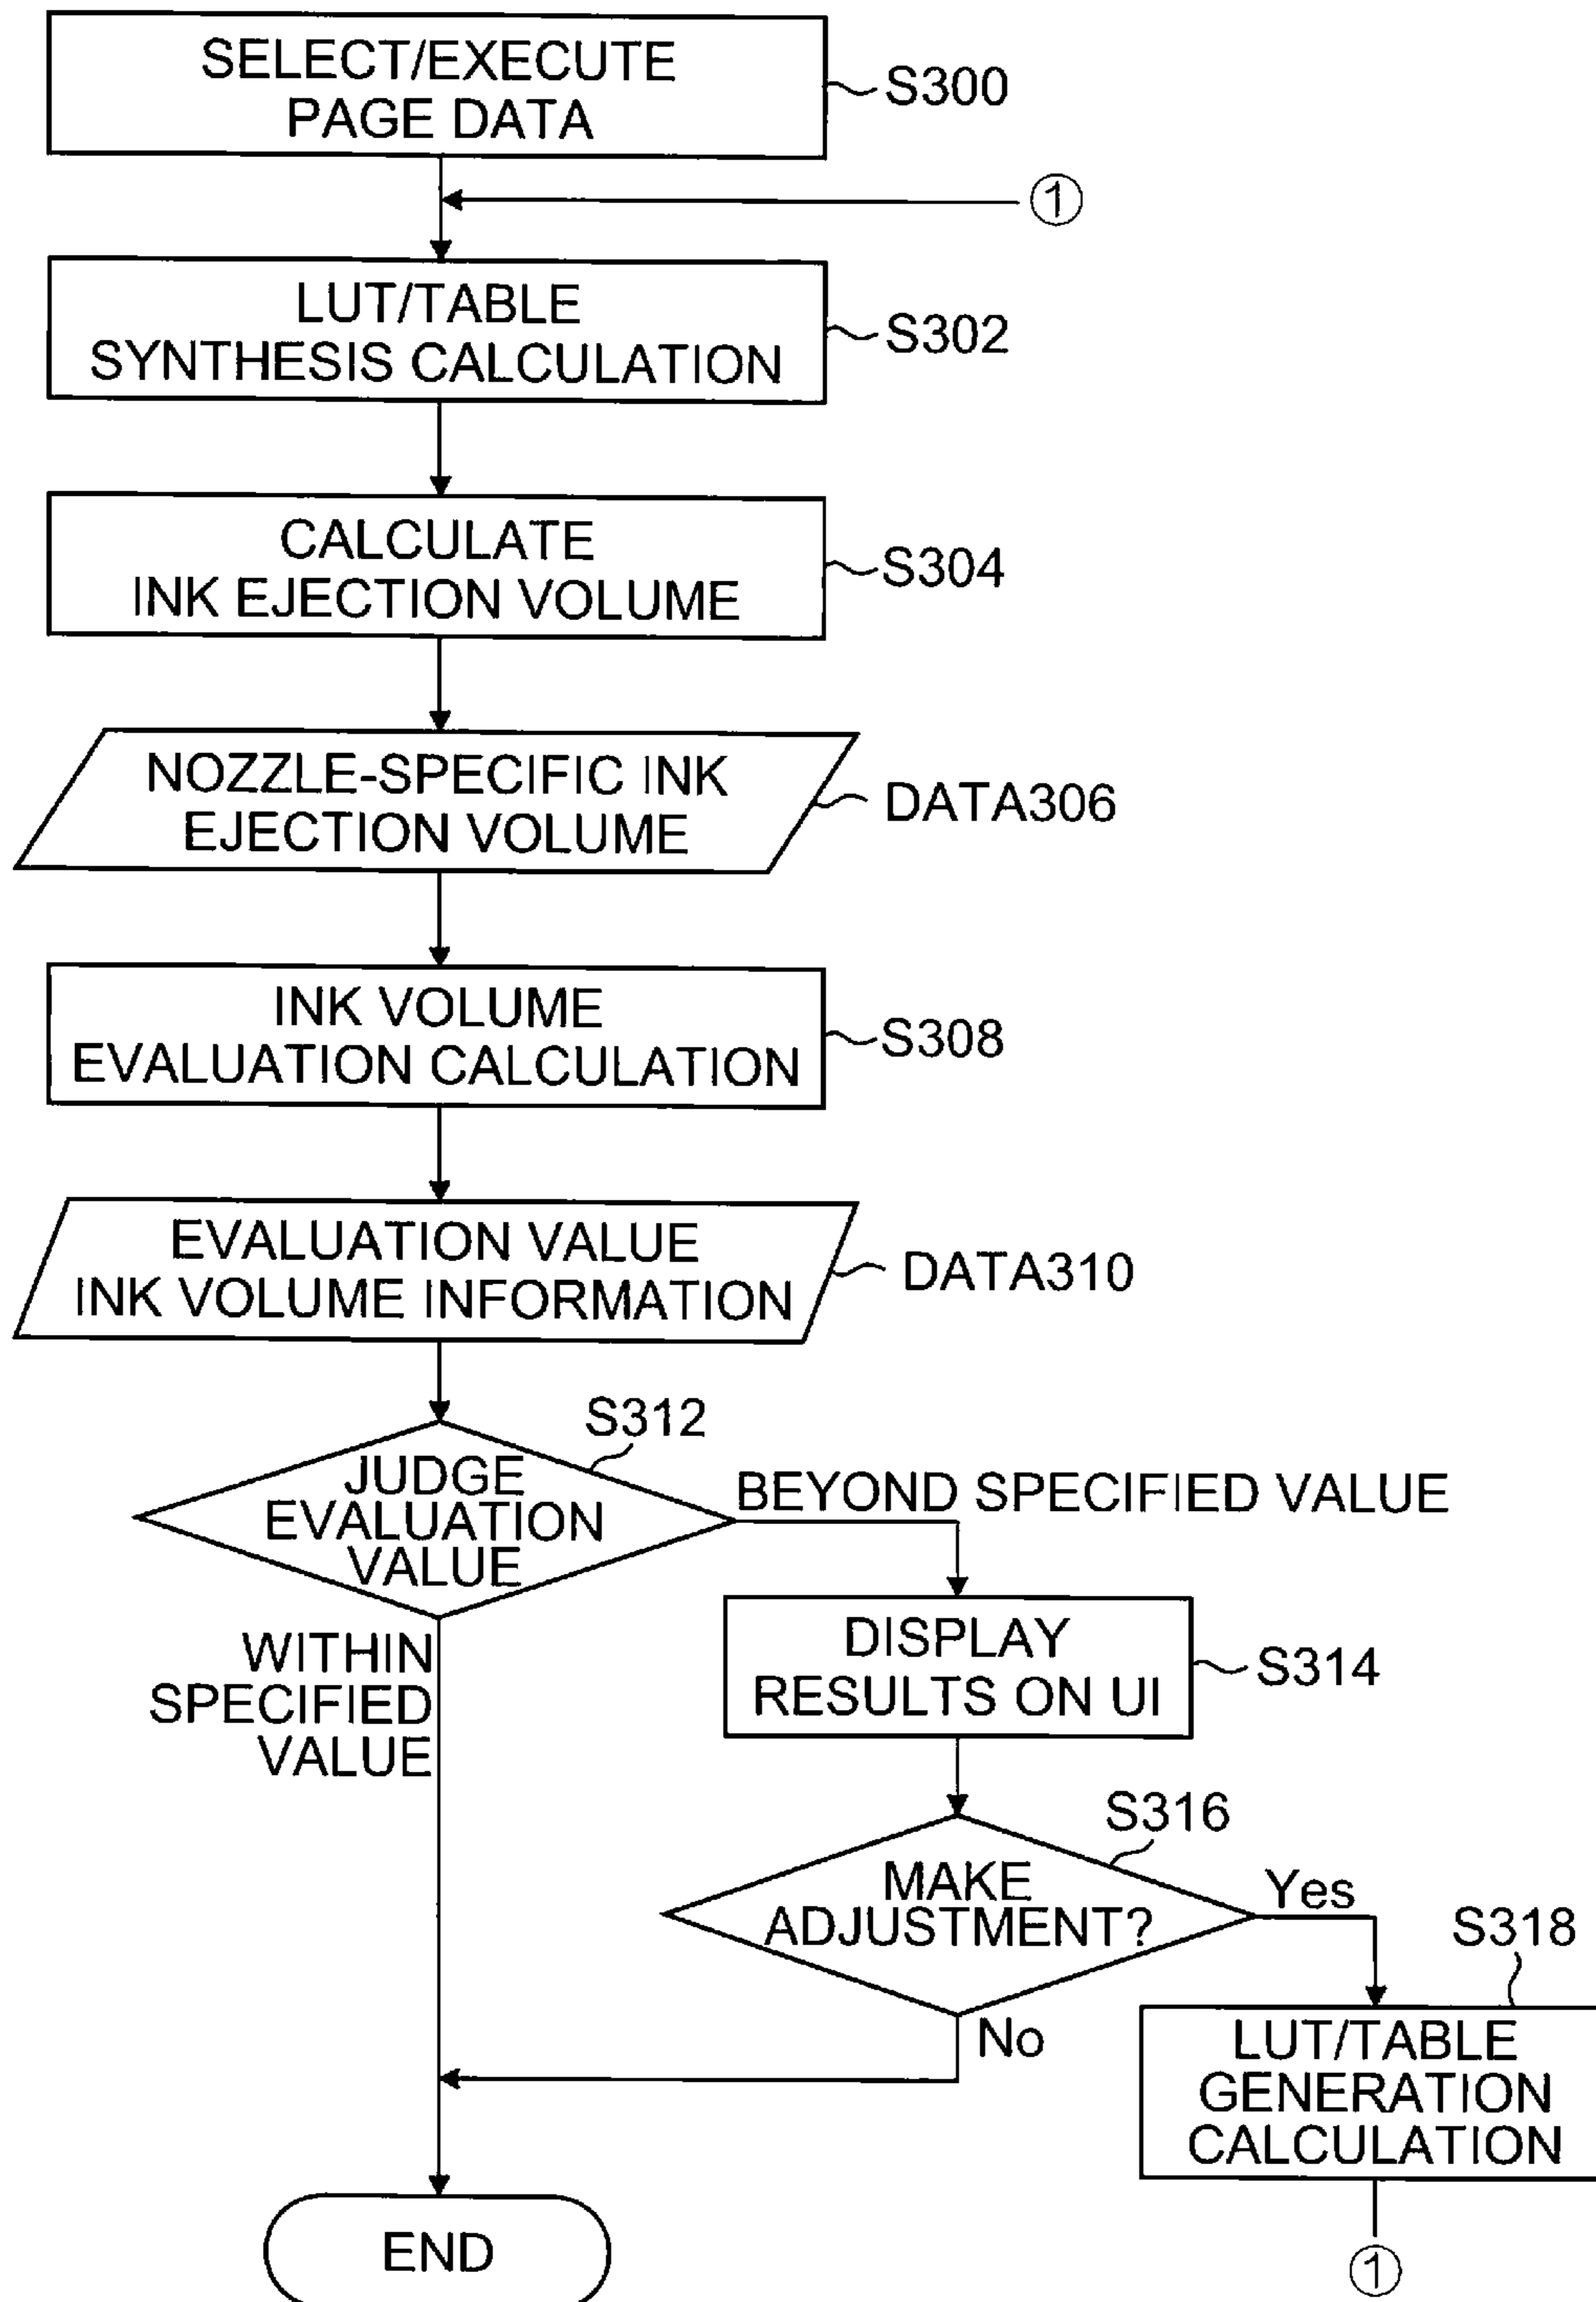 SELECT/EXECUTE
PAGE DATA
S300
①
LUT/TABLE
SYNTHESIS CALCULATION
S302
CALCULATE
INK EJECTION VOLUME
S304
NOZZLE-SPECIFIC INK
EJECTION VOLUME
DATA306
INK VOLUME
EVALUATION CALCULATION
S308
EVALUATION VALUE
INK VOLUME INFORMATION
DATA310
S312
JUDGE
EVALUATION
VALUE
BEYOND SPECIFIED VALUE
WITHIN
SPECIFIED
VALUE
DISPLAY
RESULTS ON UI
S314
S316
MAKE
ADJUSTMENT?
Yes
No
S318
LUT/TABLE
GENERATION
CALCULATION
①
END